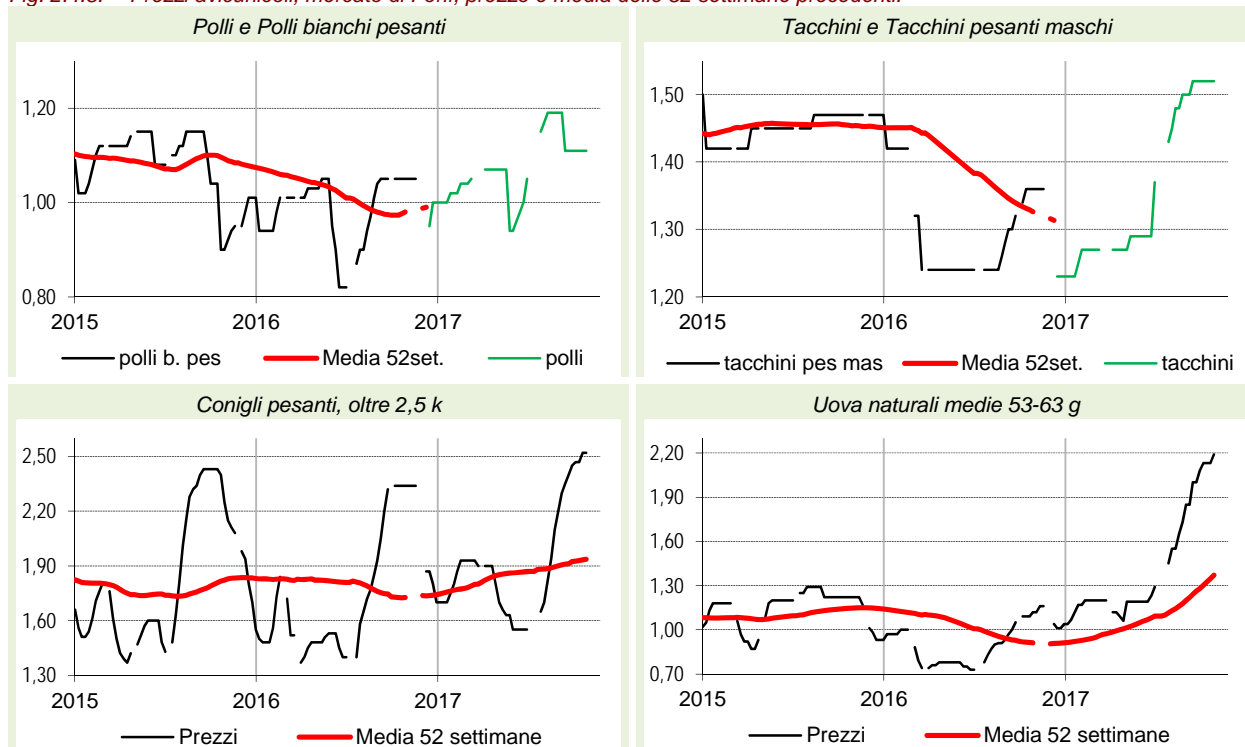 Polli e Polli bianchi pesanti
1,20
1,00
0,80
2015 2016 2017
polli b. pes Media 52set. polli
Tacchini e Tacchini pesanti maschi
1,50
1,40
1,30
1,20
2015 2016 2017
tacchini pes mas Media 52set. tacchini
Conigli pesanti, oltre 2,5 k
2,50
2,20
1,90
1,60
1,30
2015 2016 2017
Prezzi Media 52 settimane
Uova naturali medie 53-63 g
2,20
1,90
1,60
1,30
1,00
0,70
2015 2016 2017
Prezzi Media 52 settimane